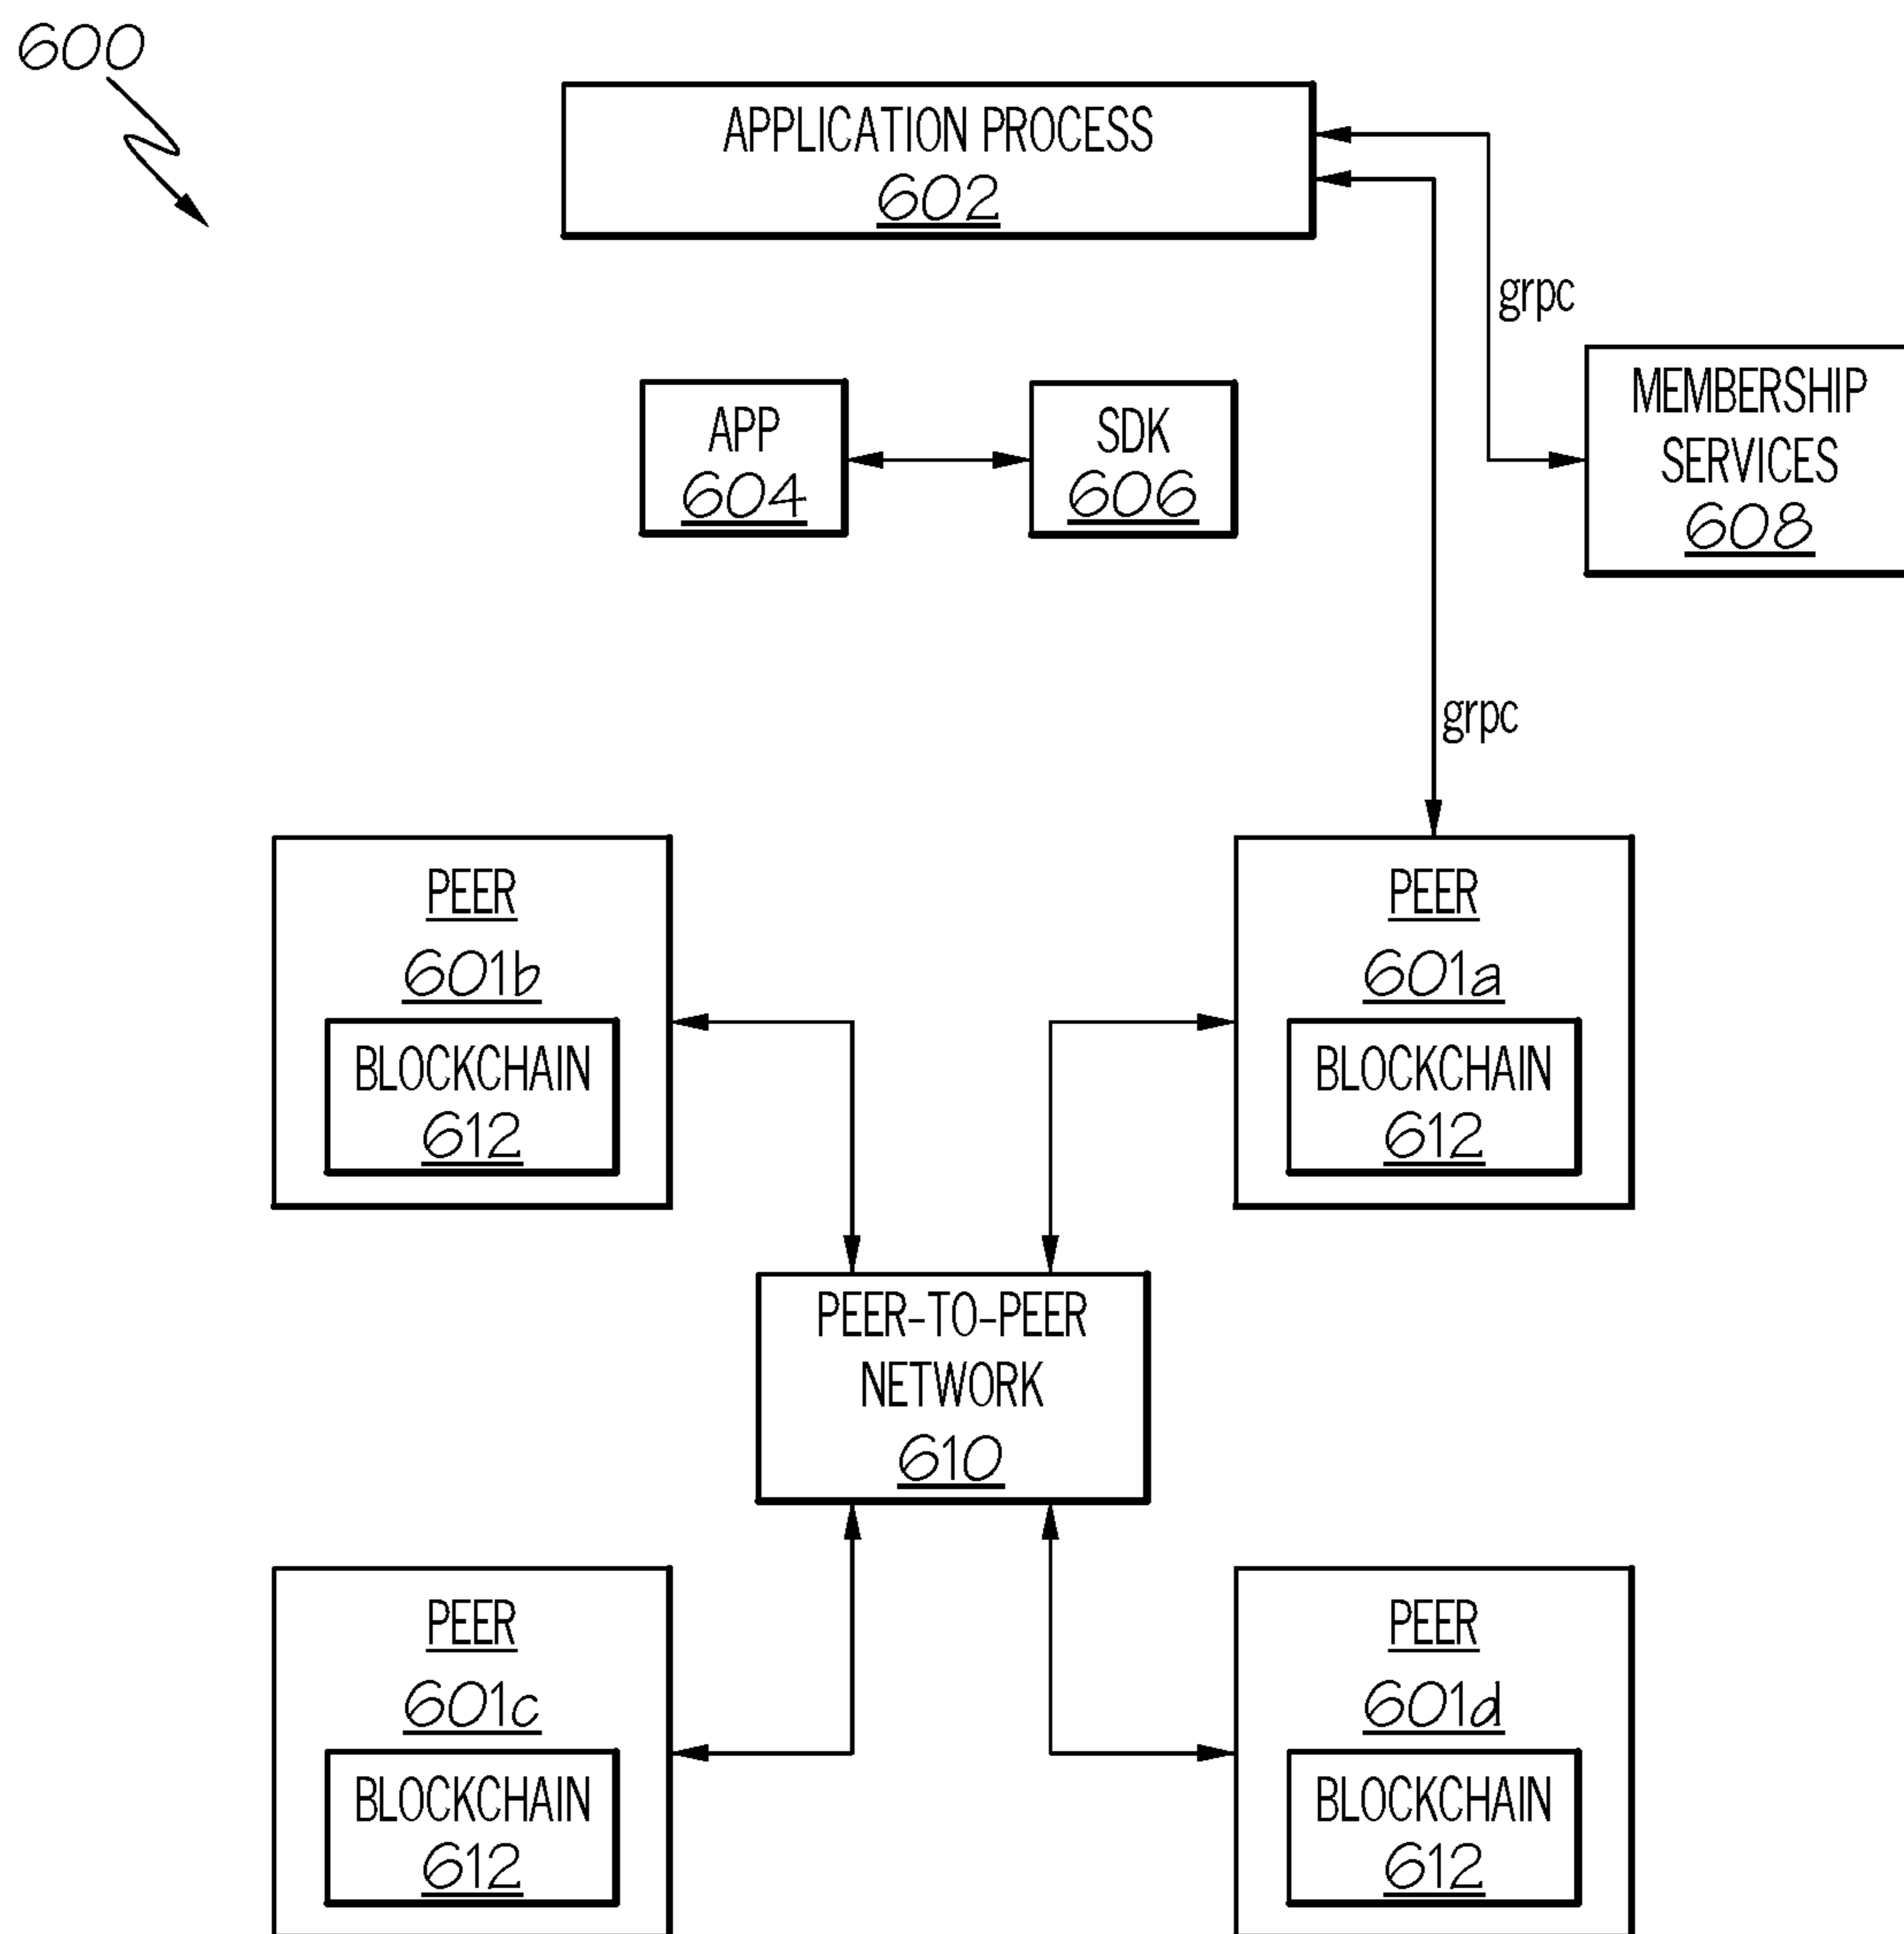 600
APPLICATION PROCESS
602
grpc
APP
604
SDK
606
MEMBERSHIP
SERVICES
608
grpc
PEER
601b
BLOCKCHAIN
612
PEER
601a
BLOCKCHAIN
612
PEER-TO-PEER
NETWORK
610
PEER
601c
BLOCKCHAIN
612
PEER
601d
BLOCKCHAIN
612